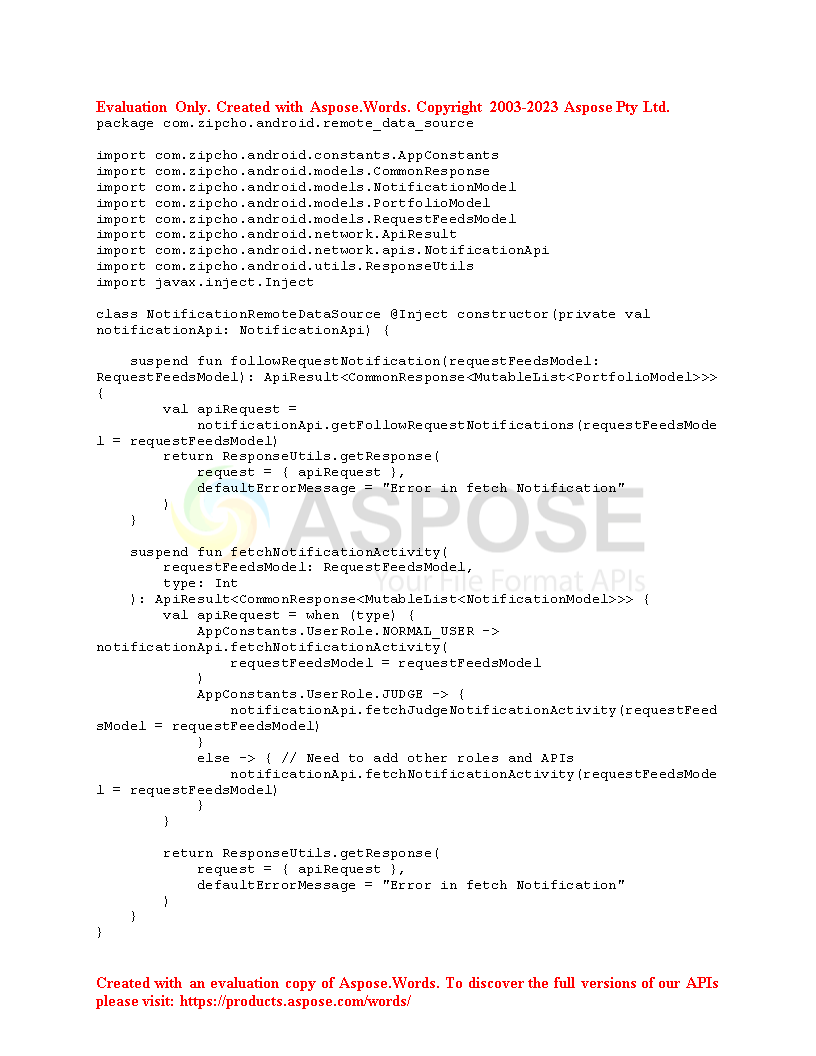 Evaluation Only. Created with Aspose.Words. Copyright 2003-2023 Aspose Pty Ltd.
package com.zipcho.android.remote_data_source

import com.zipcho.android.constants.AppConstants
import com.zipcho.android.models.CommonResponse
import com.zipcho.android.models.NotificationModel
import com.zipcho.android.models.PortfolioModel
import com.zipcho.android.models.RequestFeedsModel
import com.zipcho.android.network.ApiResult
import com.zipcho.android.network.apis.NotificationApi
import com.zipcho.android.utils.ResponseUtils
import javax.inject.Inject

class NotificationRemoteDataSource @Inject constructor(private val
notificationApi: NotificationApi) {

    suspend fun followRequestNotification(requestFeedsModel:
RequestFeedsModel): ApiResult<CommonResponse<MutableList<PortfolioModel>>>
{
        val apiRequest =
            notificationApi.getFollowRequestNotifications(requestFeedsMode
l = requestFeedsModel)
        return ResponseUtils.getResponse(
            request = { apiRequest },
            defaultErrorMessage = "Error in fetch Notification"
        )
    }
ASPOSE
Your File Format APIs

    suspend fun fetchNotificationActivity(
        requestFeedsModel: RequestFeedsModel,
        type: Int
    ): ApiResult<CommonResponse<MutableList<NotificationModel>>> {
        val apiRequest = when (type) {
            AppConstants.UserRole.NORMAL_USER ->
notificationApi.fetchNotificationActivity(
                requestFeedsModel = requestFeedsModel
            )
            AppConstants.UserRole.JUDGE -> {
                notificationApi.fetchJudgeNotificationActivity(requestFeed
sModel = requestFeedsModel)
            }
            else -> { // Need to add other roles and APIs
                notificationApi.fetchNotificationActivity(requestFeedsMode
l = requestFeedsModel)
            }
        }

        return ResponseUtils.getResponse(
            request = { apiRequest },
            defaultErrorMessage = "Error in fetch Notification"
        )
    }
}

Created with an evaluation copy of Aspose.Words. To discover the full versions of our APIs
please visit: https://products.aspose.com/words/